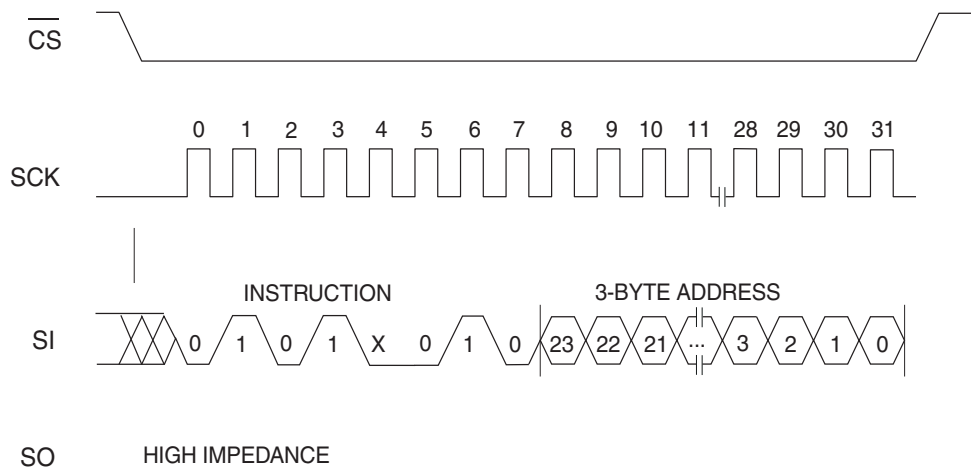 CS
0 1 2 3 4 5 6 7 8 9 10 11 28 29 30 31
SCK
INSTRUCTION 3-BYTE ADDRESS
SI 0 1 0 1 X 0 1 0 23 22 21 ... 3 2 1 0
SO HIGH IMPEDANCE